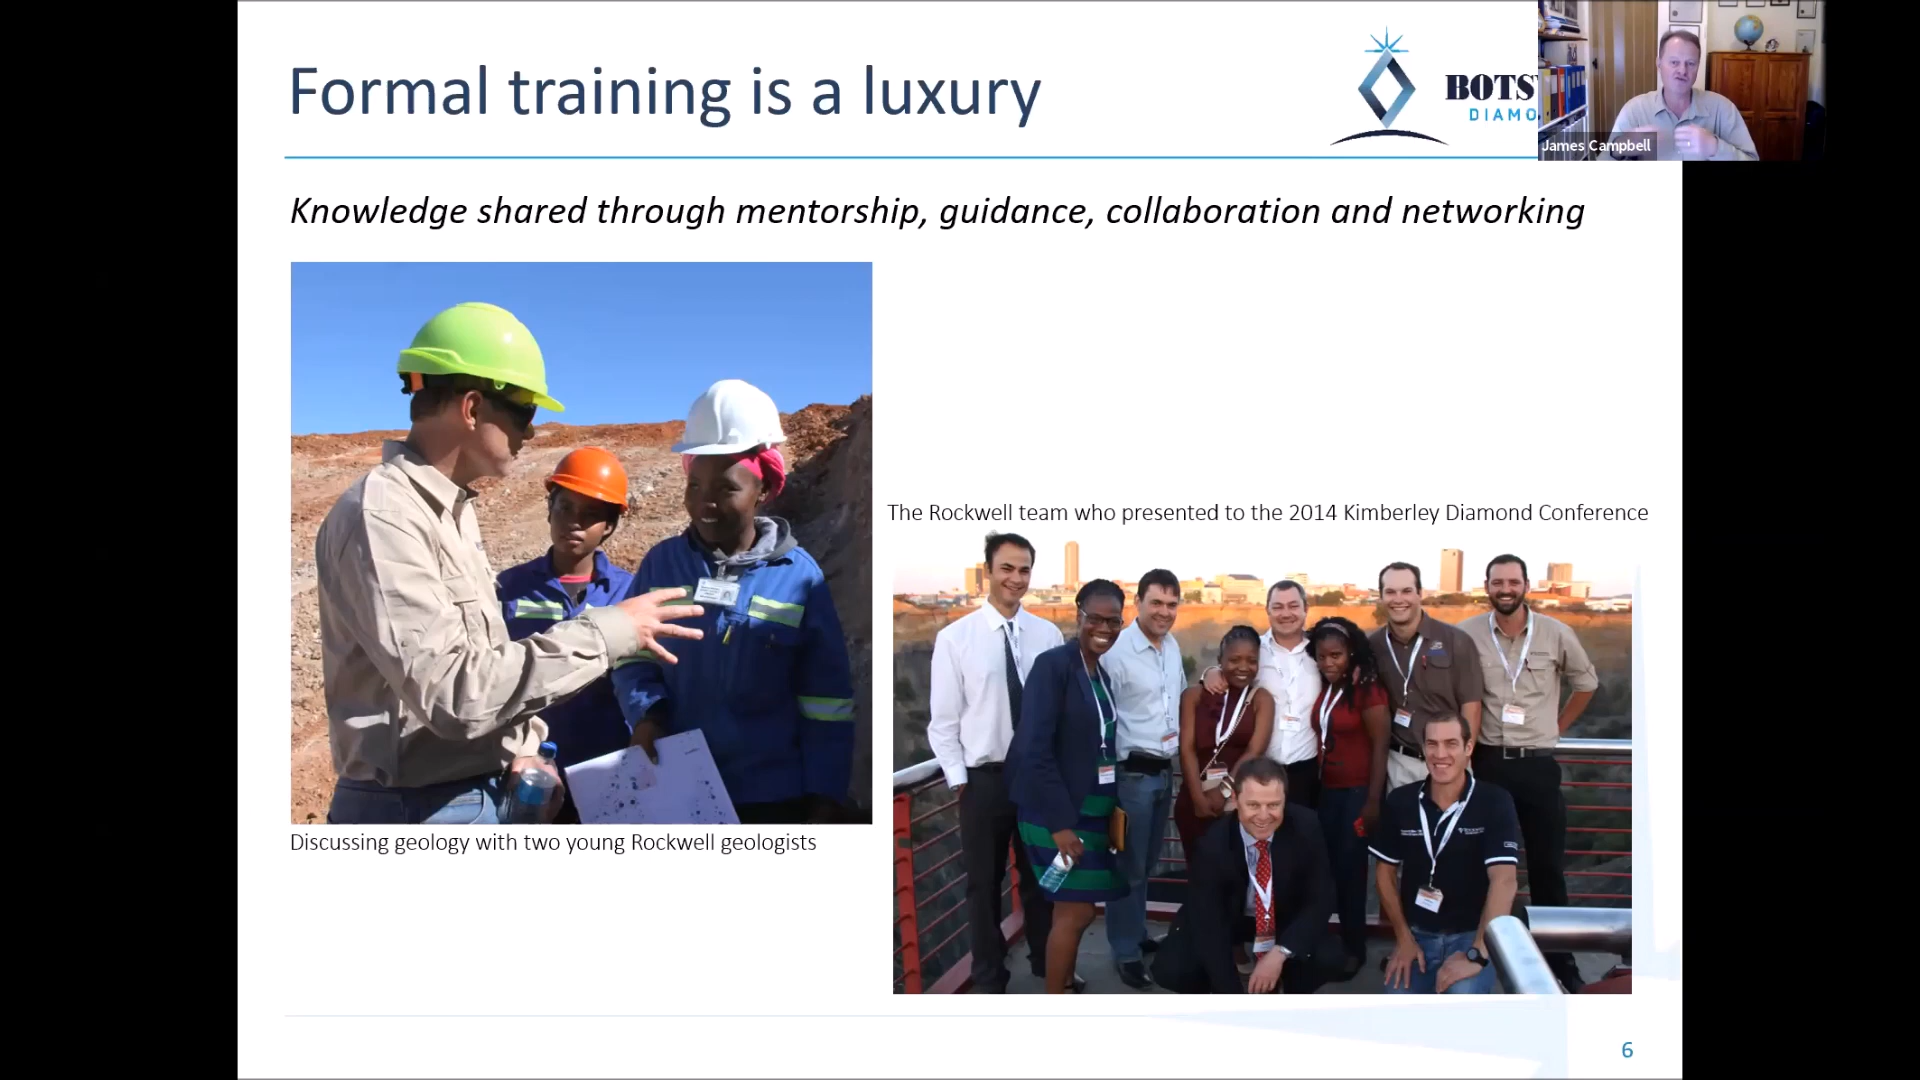 Formal training is a luxury
BOTS
DIAMO
James Campbell
Knowledge shared through mentorship, guidance, collaboration and networking
The Rockwell team who presented to the 2014 Kimberley Diamond Conference
Discussing geology with two young Rockwell geologists
6